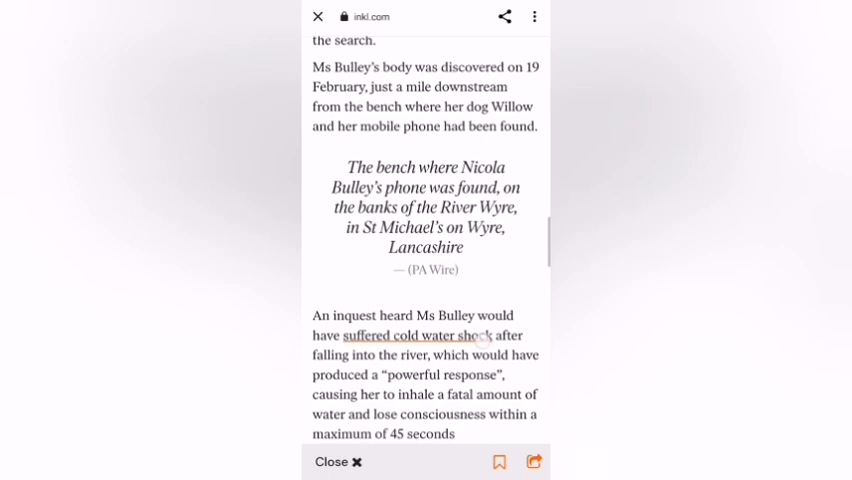 inkl.com
the search.
Ms Bulley’s body was discovered on 19
February, just a mile downstream
from the bench where her dog Willow
and her mobile phone had been found.
The bench where Nicola
Bulley’s phone was found, on
the banks of the River Wyre,
in St Michael’s on Wyre,
Lancashire
— (PA Wire)
An inquest heard Ms Bulley would
have suffered cold water shock after
falling into the river, which would have
produced a “powerful response”,
causing her to inhale a fatal amount of
water and lose consciousness within a
maximum of 45 seconds
Close